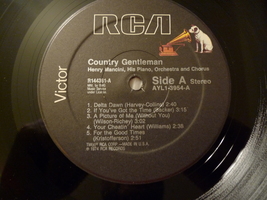 RCA
Victor
Country Gentleman
Henry Mancini, His Piano, Orchestra and Chorus
R144351-A
Side A Stereo
AYL1-3954-A
1. Delta Dawn (Harvey-Collins) 2:40
2. If You've Got the Time (Backer) 3:15
3. A Picture of Me (Without You)
(Wilson-Richey) 3:02
4. Your Cheatin' Heart (Williams) 2:39
5. For the Good Times
(Kristofferson) 2:51